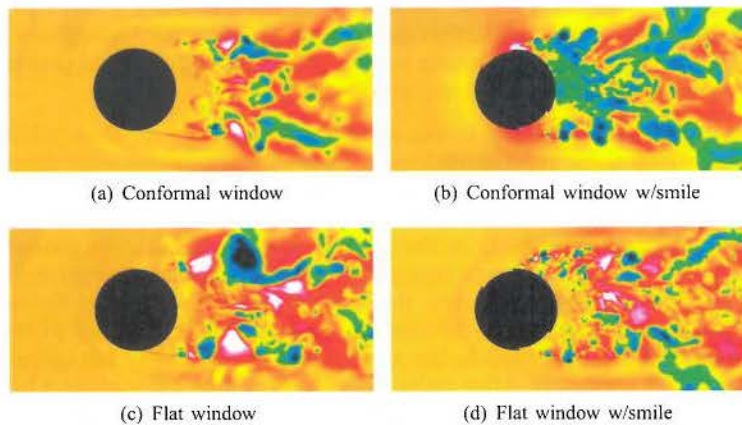 (a) Conformal window
(b) Conformal window w/smile
(c) Flat window
(d) Flat window w/smile